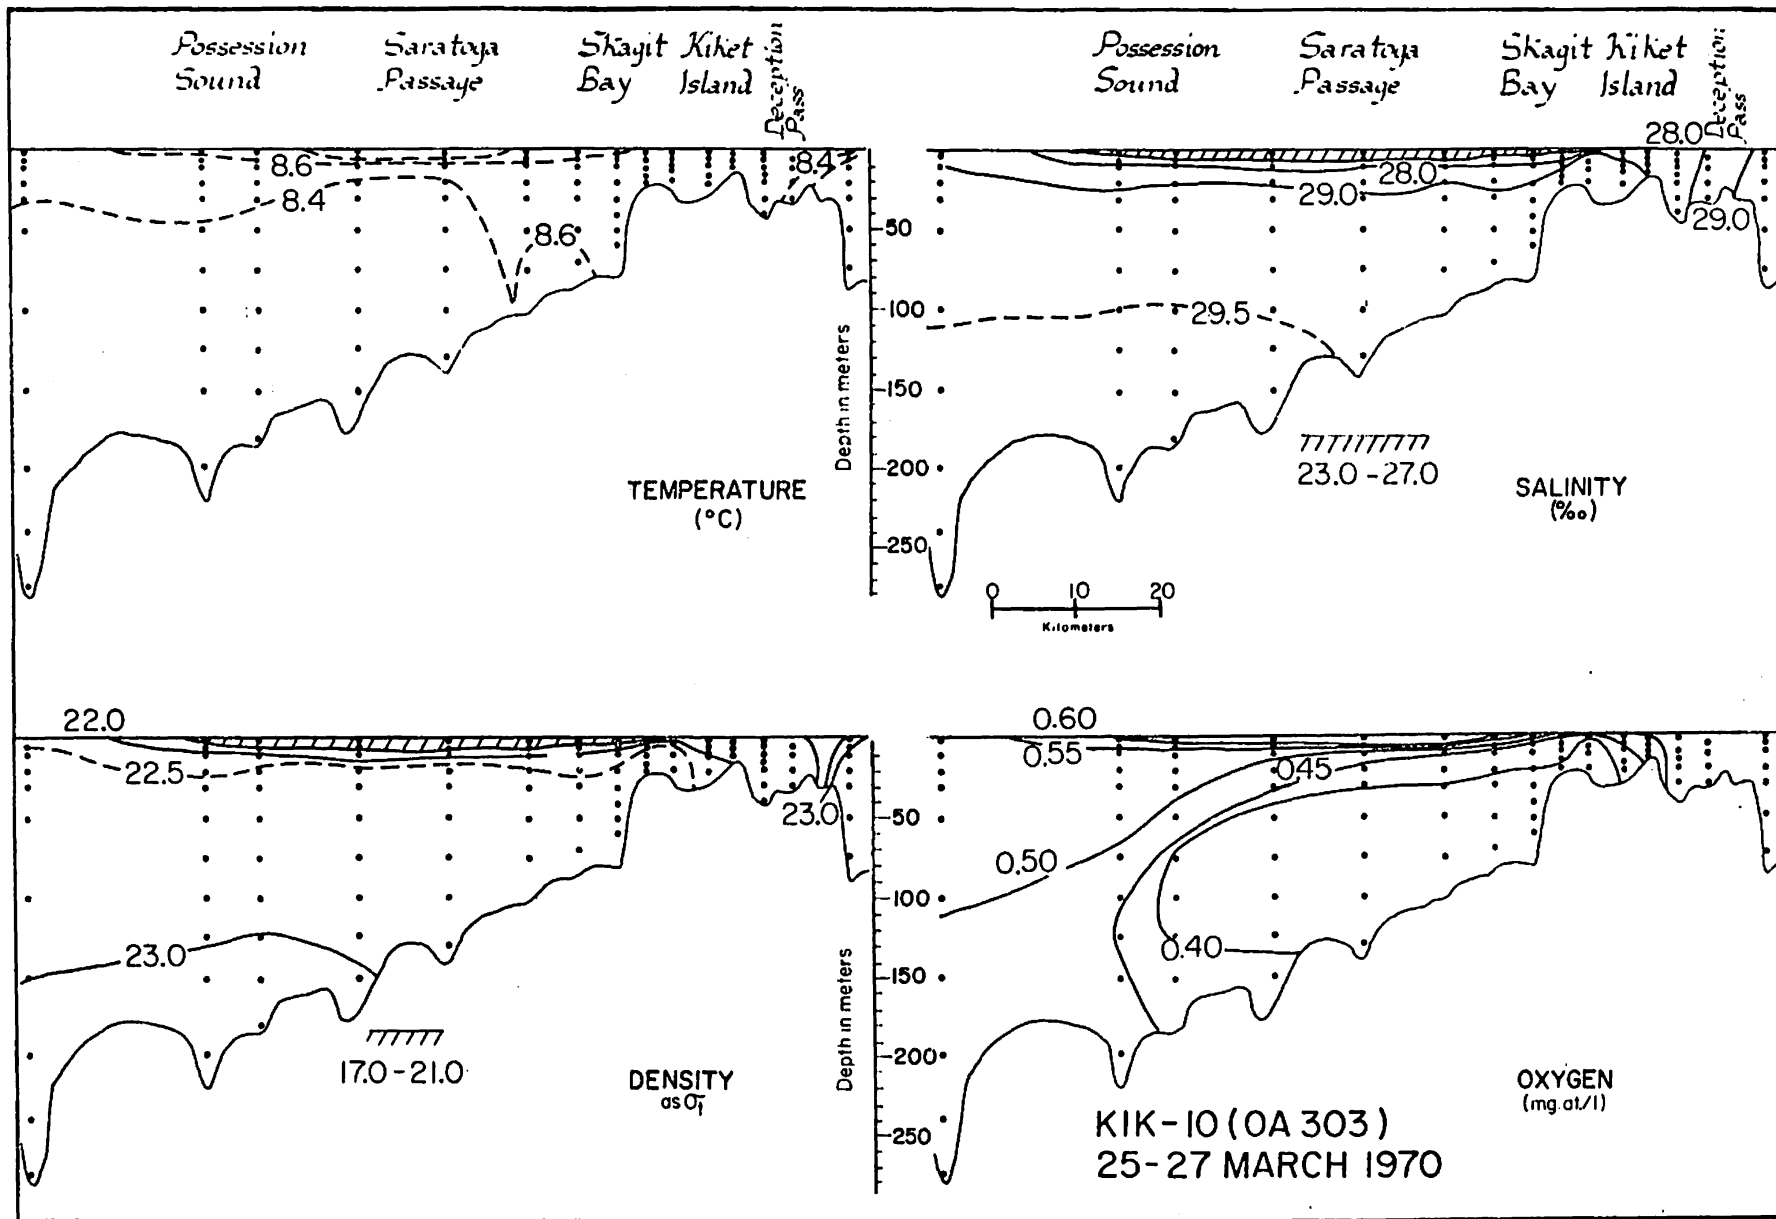 Possession Sound
Saratoga Passage
Skagit Bay
Kiket Island
Deception Pass
8.6
8.4
8.6
8.4
TEMPERATURE
(°C)
Depth in meters
-50
-100
-150
-200
-250
Possession Sound
Saratoga Passage
Skagit Bay
Kiket Island
Deception Pass
28.0
28.0
29.0
29.0
29.5
23.0-27.0
SALINITY
(‰)
0 10 20
Kilometers
22.0
22.5
23.0
23.0
17.0-21.0
DENSITY
as σt
Depth in meters
-50
-100
-150
-200
-250
0.60
0.55
0.45
0.50
0.40
OXYGEN
(mg.at./l)
KIK-10 (OA 303)
25-27 MARCH 1970